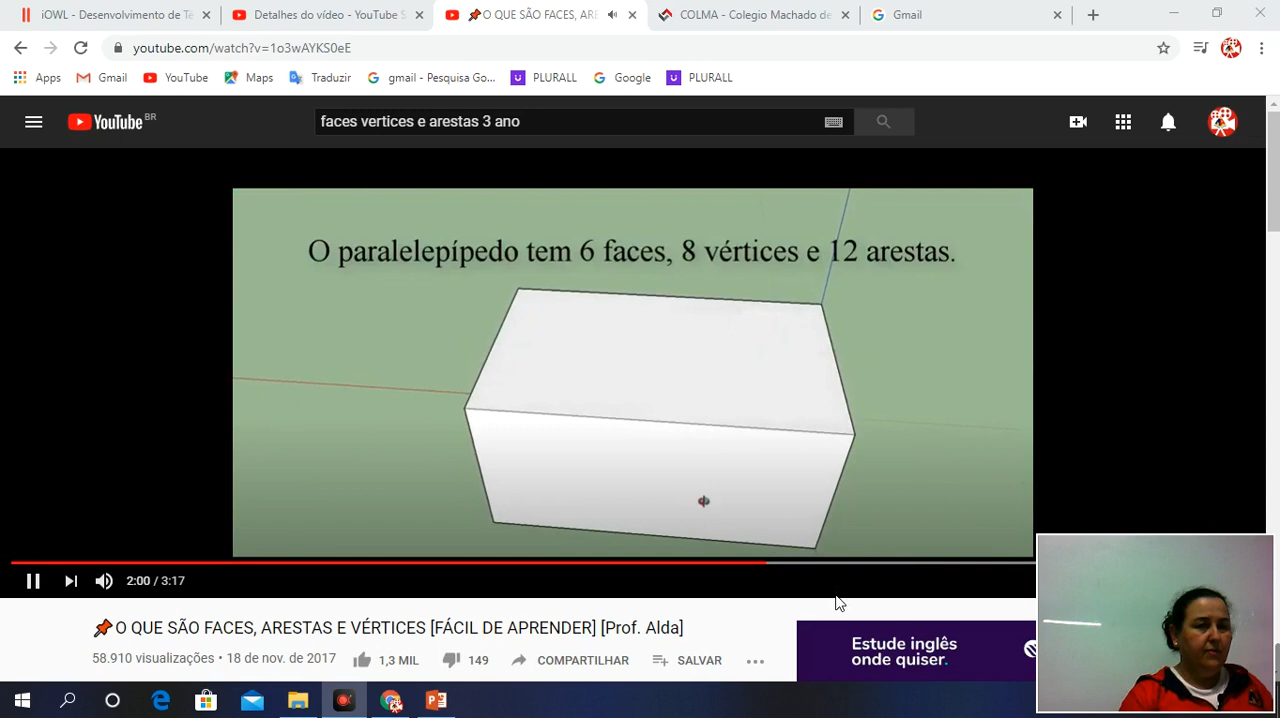 iOWL - Desenvolvimento de Te
Detalhes do vídeo - YouTube S
O QUE SÃO FACES, ARE
COLMA - Colegio Machado de
Gmail
youtube.com/watch?v=1o3wAYKS0eE
Apps
Gmail
YouTube
Maps
Traduzir
gmail - Pesquisa Go...
PLURALL
Google
PLURALL
YouTube BR
faces vertices e arestas 3 ano
O paralelepípedo tem 6 faces, 8 vértices e 12 arestas.
2:00 / 3:17
O QUE SÃO FACES, ARESTAS E VÉRTICES [FÁCIL DE APRENDER] [Prof. Alda]
58.910 visualizações • 18 de nov. de 2017
1,3 MIL
149
COMPARTILHAR
SALVAR
Estude inglês
onde quiser.